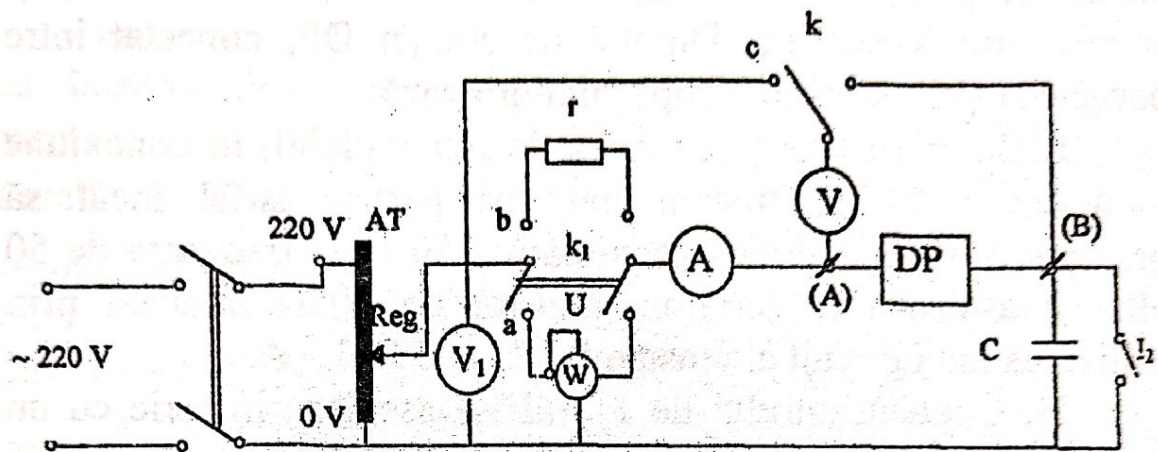 k
c
r
V
220 V
AT
b
k₁
A
DP
(B)
(A)
~ 220 V
Reg
a
U
V₁
W
C
I₂
0 V